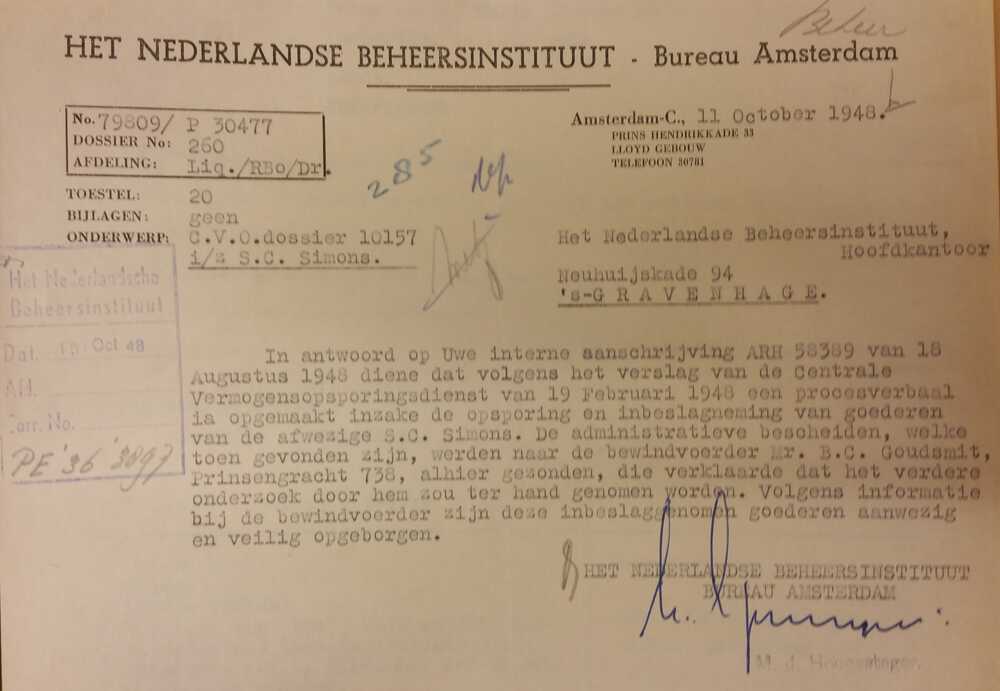 Beheer
HET NEDERLANDSE BEHEERSINSTITUUT - Bureau Amsterdam
No. 79809/ P 30477
DOSSIER No: 260
AFDELING: Liq./RBo/Dr.
Amsterdam-C., 11 October 1948.
PRINS HENDRIKKADE 33
LLOYD GEBOUW
TELEFOON 30781
TOESTEL: 20
BIJLAGEN: geen
ONDERWERP: C.V.O.dossier 10157
i/z S.C. Simons.
285
Het Nederlandse Beheersinstituut,
Hoofdkantoor
Neuhuijskade 94
's-GRAVENHAGE.
Het Nederlandsche
Beheersinstituut
Dat. Oct 48
Afl.
Corr. No.
PE '36 '3897
In antwoord op Uwe interne aanschrijving ARH 58389 van 18
Augustus 1948 diene dat volgens het verslag van de Centrale
Vermogensopsporingsdienst van 19 Februari 1948 een procesverbaal
is opgemaakt inzake de opsporing en inbeslagneming van goederen
van de afwezige S.C. Simons. De administratieve bescheiden, welke
toen gevonden zijn, werden naar de bewindvoerder Mr. B.C. Goudsmit,
Prinsengracht 738, alhier gezonden, die verklaarde dat het verdere
onderzoek door hem zou ter hand genomen worden. Volgens informatie
bij de bewindvoerder zijn deze inbeslaggenomen goederen aanwezig
en veilig opgeborgen.
HET NEDERLANDSE BEHEERSINSTITUUT
BUREAU AMSTERDAM